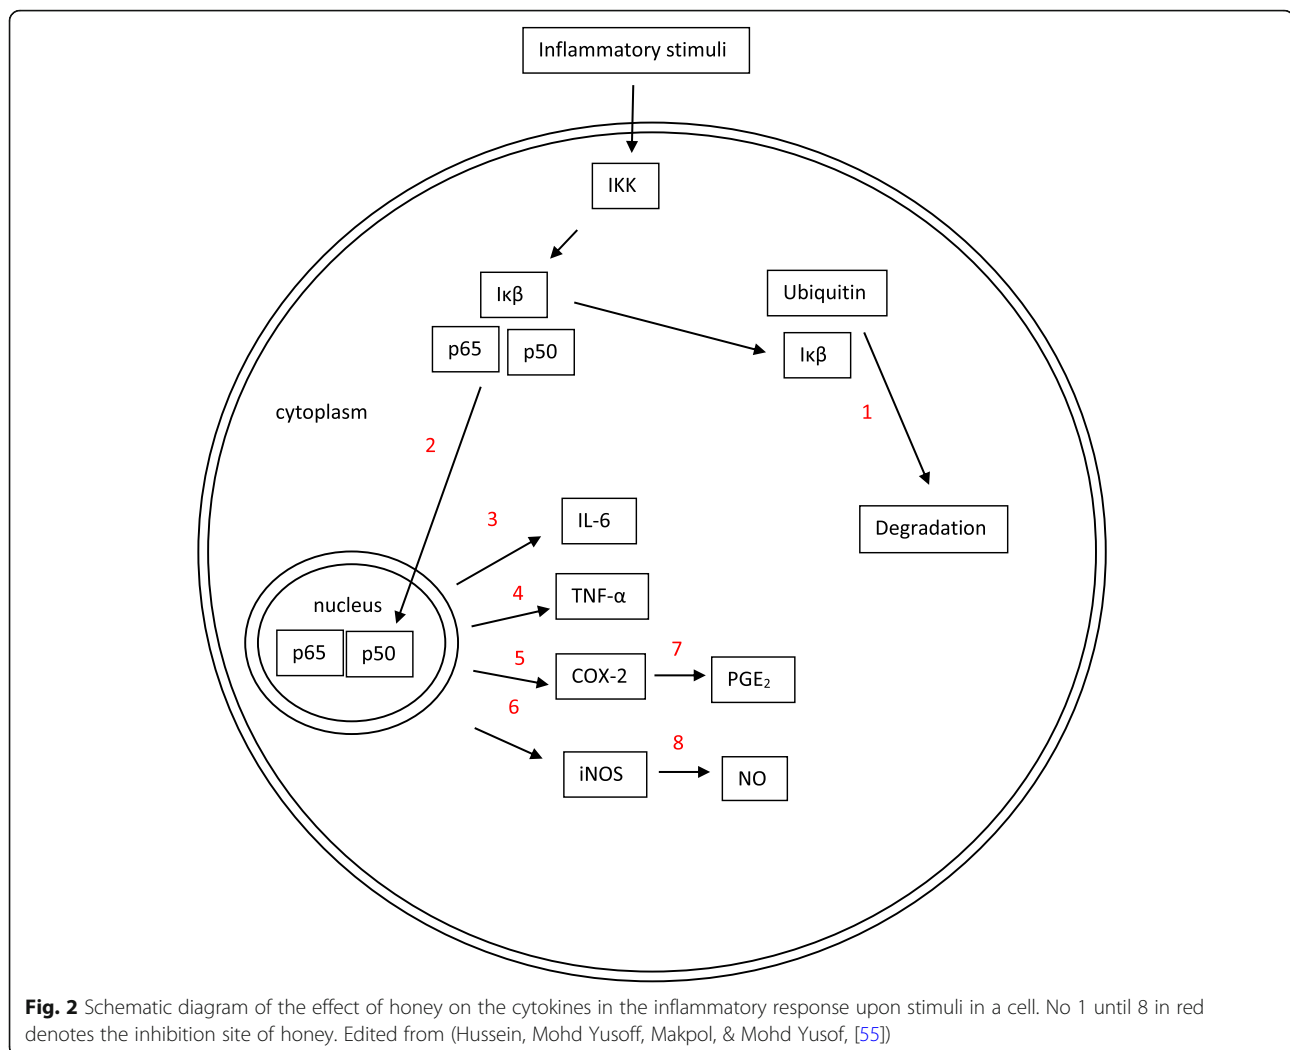 Inflammatory stimuli
IKK
Iκβ
Ubiquitin
p65
p50
Iκβ
cytoplasm
1
2
3
IL-6
Degradation
4
TNF-α
nucleus
p65
p50
5
COX-2
7
PGE₂
6
iNOS
8
NO
Fig. 2 Schematic diagram of the effect of honey on the cytokines in the inflammatory response upon stimuli in a cell. No 1 until 8 in red
denotes the inhibition site of honey. Edited from (Hussein, Mohd Yusoff, Makpol, & Mohd Yusof, [55])